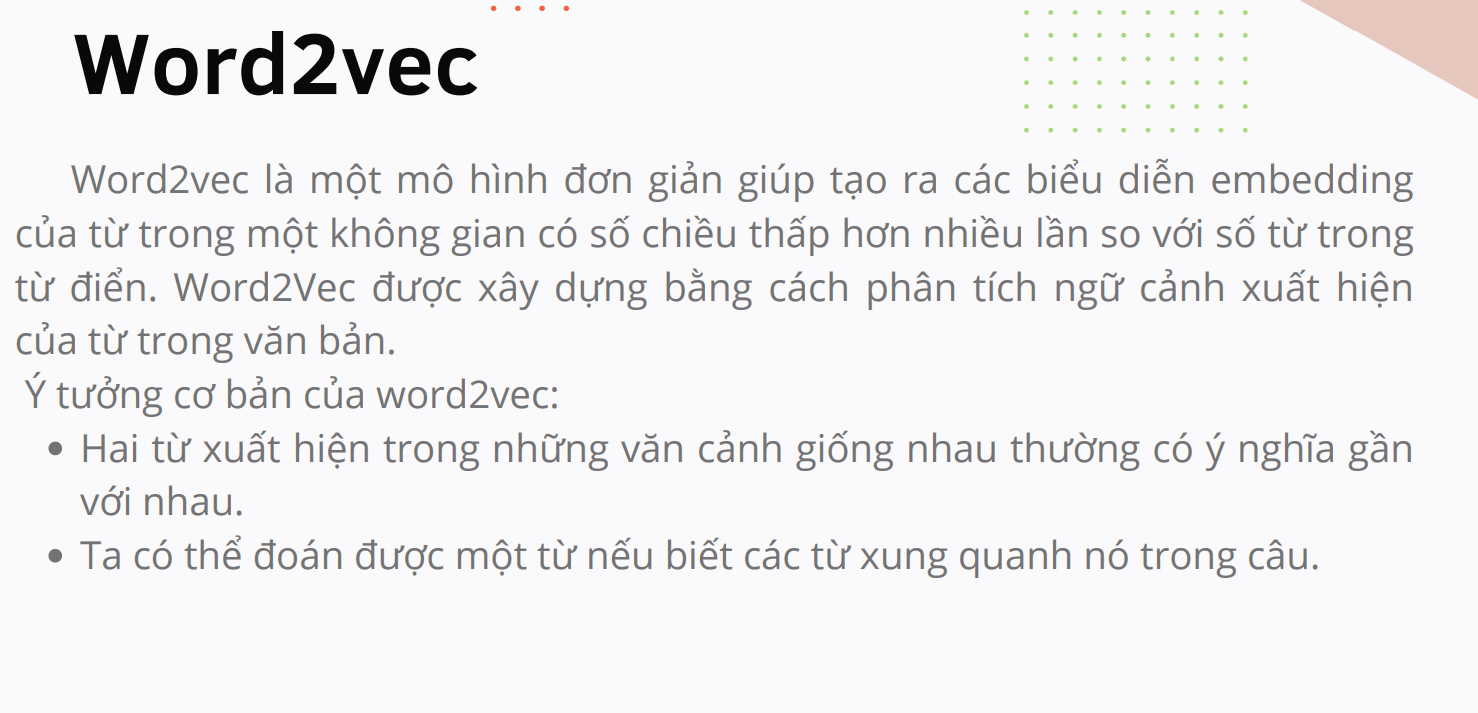 Word2vec
Word2vec là một mô hình đơn giản giúp tạo ra các biểu diễn embedding
của từ trong một không gian có số chiều thấp hơn nhiều lần so với số từ trong
từ điển. Word2Vec được xây dựng bằng cách phân tích ngữ cảnh xuất hiện
của từ trong văn bản.
Ý tưởng cơ bản của word2vec:
• Hai từ xuất hiện trong những văn cảnh giống nhau thường có ý nghĩa gần
với nhau.
• Ta có thể đoán được một từ nếu biết các từ xung quanh nó trong câu.